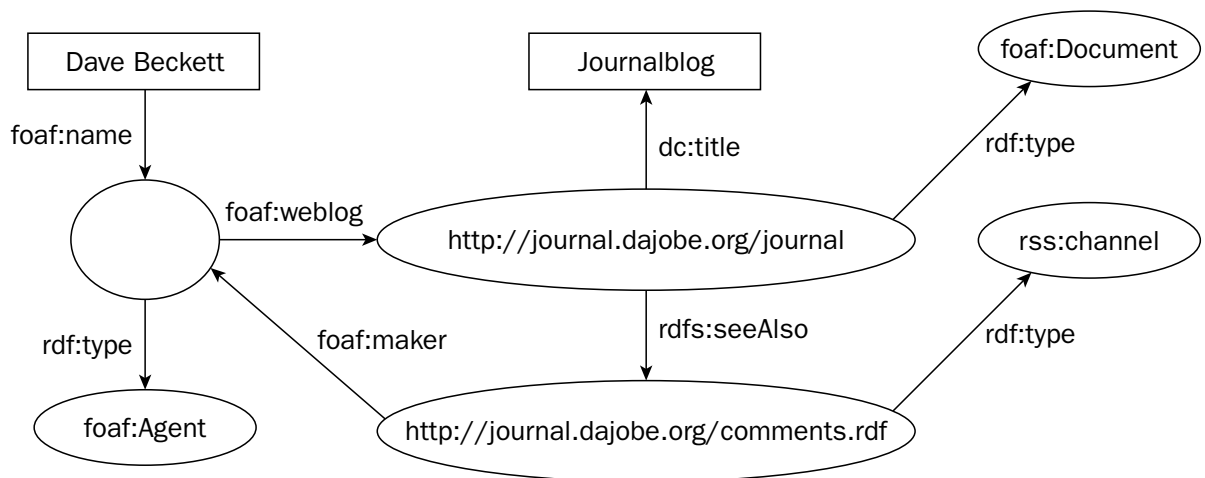 Dave Beckett
Journalblog
foaf:Document
foaf:name
dc:title
rdf:type
foaf:weblog
http://journal.dajobe.org/journal
rss:channel
rdf:type
foaf:maker
rdfs:seeAlso
rdf:type
foaf:Agent
http://journal.dajobe.org/comments.rdf